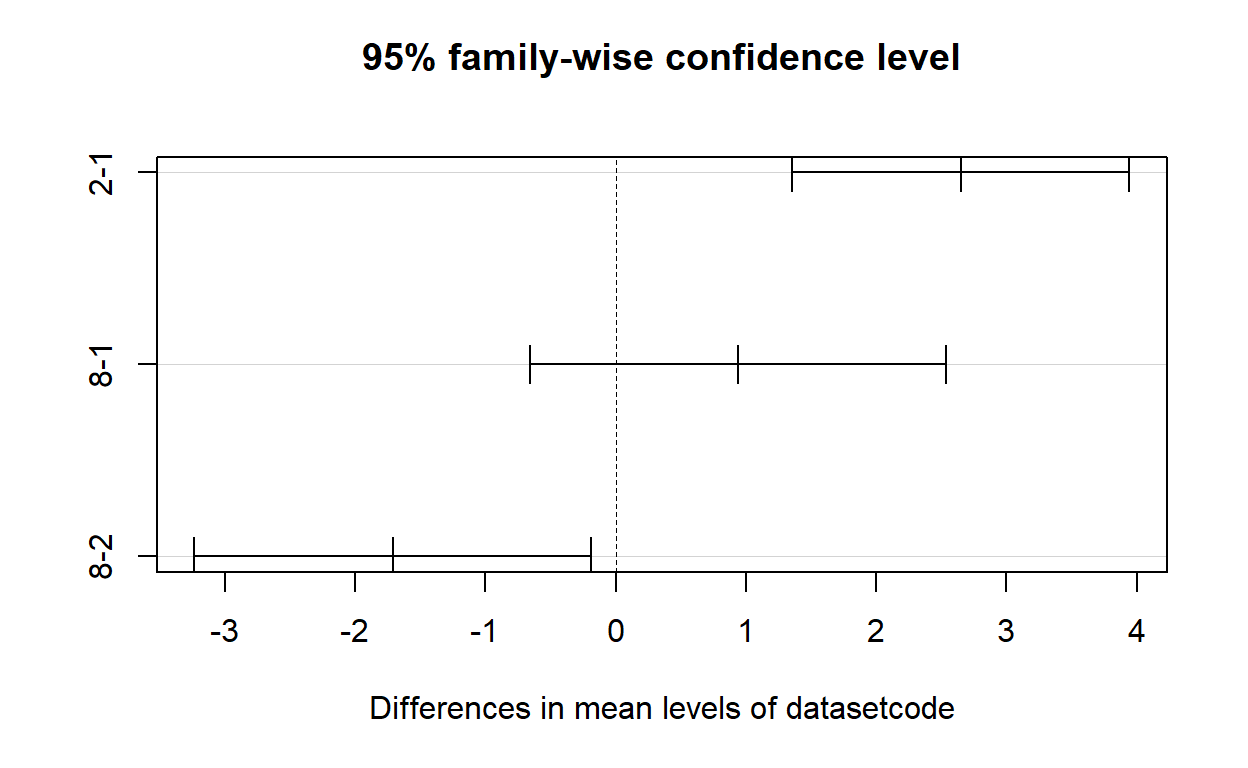 95% family-wise confidence level
2-1
8-1
8-2
-3 -2 -1 0 1 2 3 4
Differences in mean levels of datasetcode